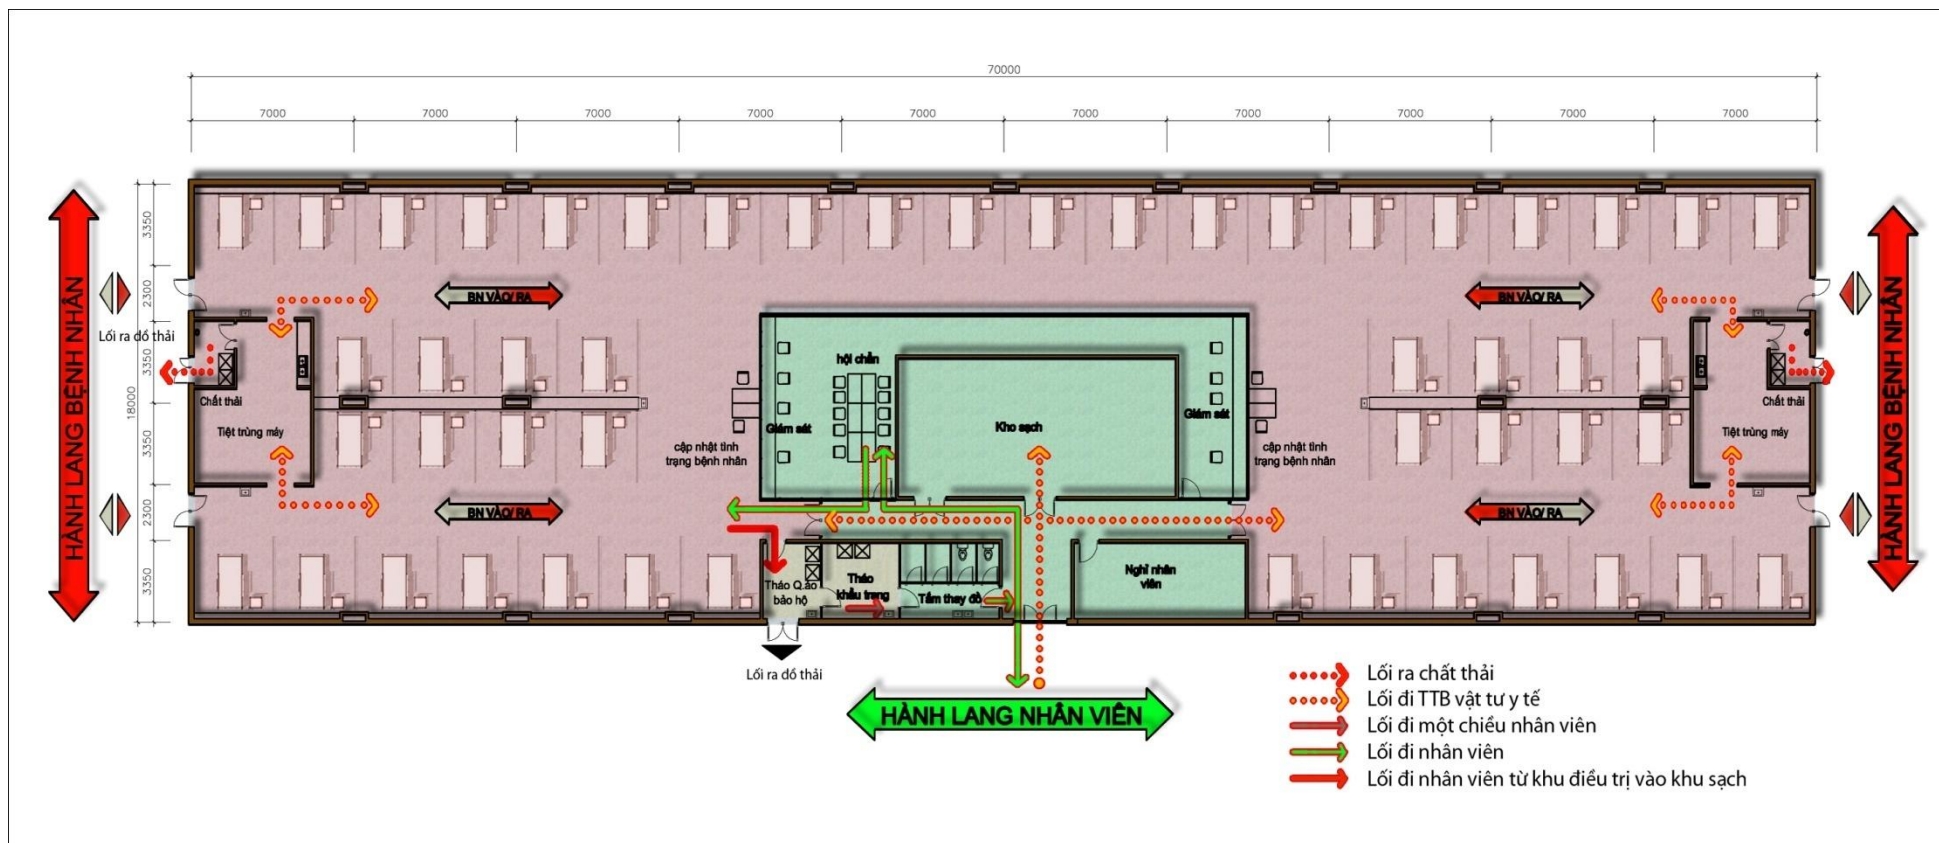 70000
7000 7000 7000 7000 7000 7000 7000 7000 7000 7000
3350
2300
3350
3350
2300
3350
18000
HÀNH LANG BỆNH NHÂN
HÀNH LANG BỆNH NHÂN
BN VÀO/ RA
BN VÀO/ RA
Lối ra dổ thải
Chất thải
Tiệt trùng máy
hội chẩn
Giám sát
Kho sạch
Giám sát
Chất thải
Tiệt trùng máy
cập nhật tình
trạng bệnh nhân
cập nhật tình
trạng bệnh nhân
BN VÀO/ RA
BN VÀO/ RA
Tháo Q.áo
bảo hộ
Tháo
khẩu trang
Tắm thay đồ
Nghỉ nhân
viên
Lối ra dổ thải
HÀNH LANG NHÂN VIÊN
Lối ra chất thải
Lối đi TTB vật tư y tế
Lối đi một chiều nhân viên
Lối đi nhân viên
Lối đi nhân viên từ khu điều trị vào khu sạch